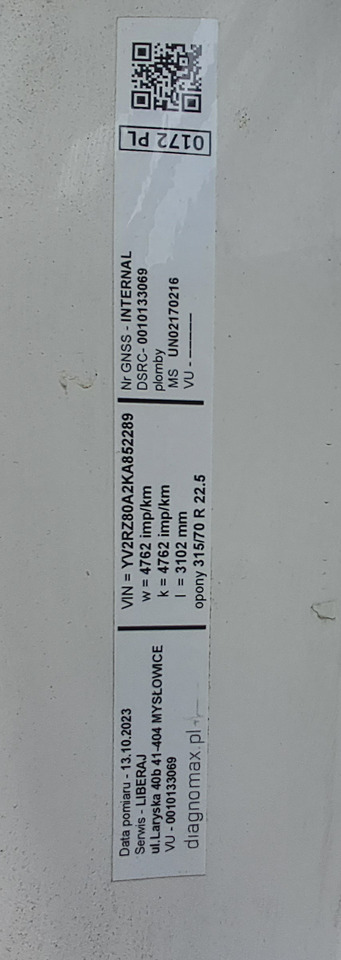 Data pomiaru - 13.10.2023
Serwis - LIBERAJ
ul.Laryska 40b 41-404 MYSŁOWICE
VU - 0010133069
diagnomax.pl
VIN = YV2RZ80A2KA852289
w = 4762 imp/km
k = 4762 imp/km
l = 3102 mm
opony 315/70 R 22.5
Nr GNSS - INTERNAL
DSRC- 0010133069
plomby
MS UN02170216
VU - ______
0172 PL